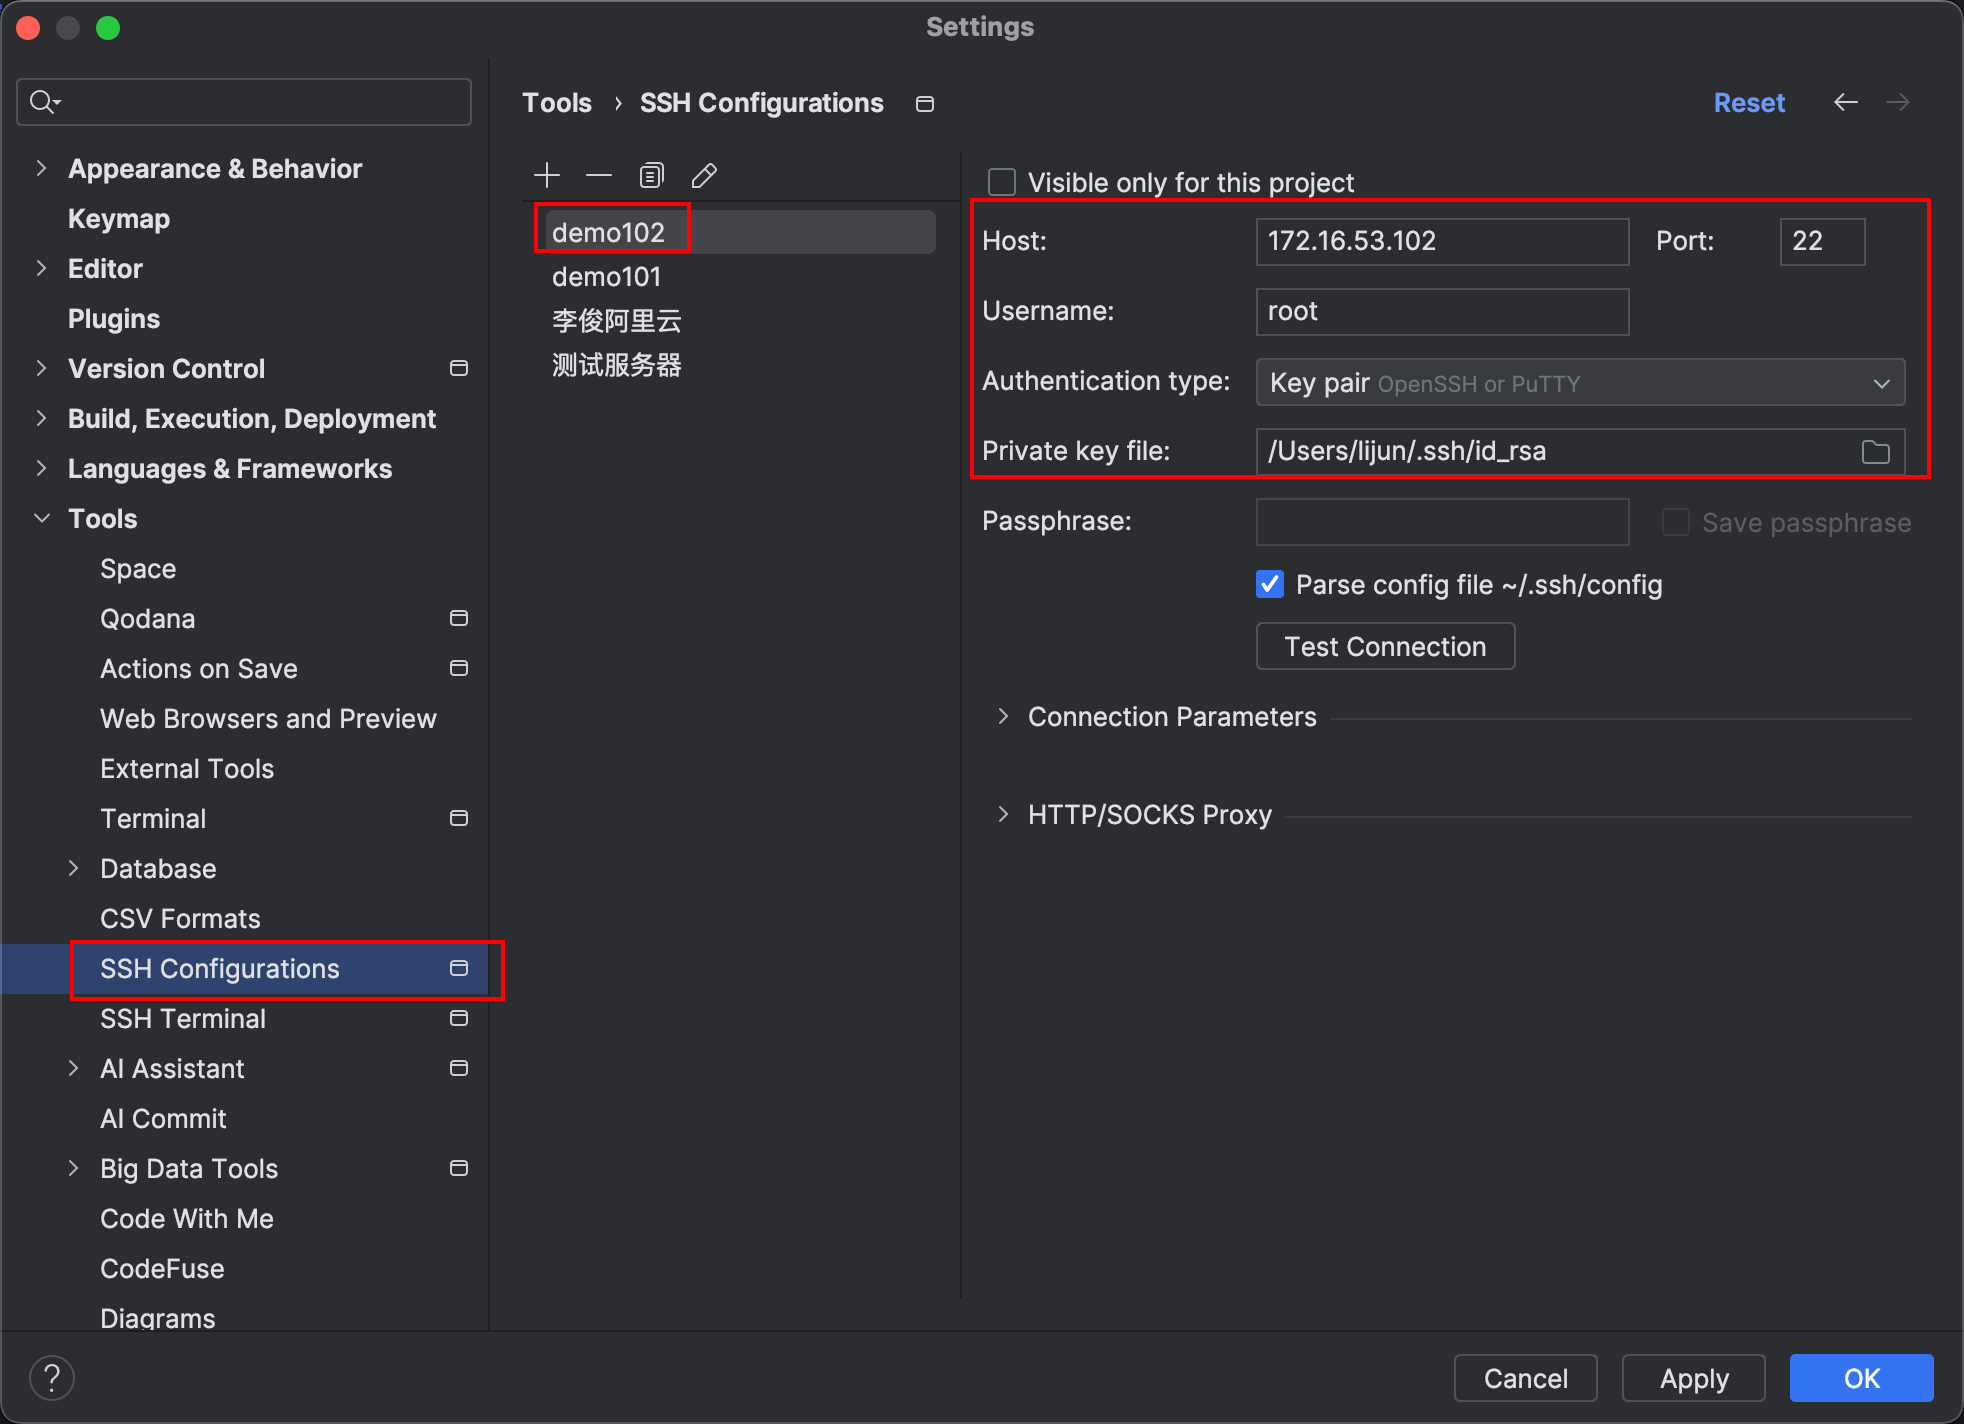 Settings
Appearance & Behavior
Keymap
Editor
Plugins
Version Control
Build, Execution, Deployment
Languages & Frameworks
Tools
Space
Qodana
Actions on Save
Web Browsers and Preview
External Tools
Terminal
Database
CSV Formats
SSH Configurations
SSH Terminal
AI Assistant
AI Commit
Big Data Tools
Code With Me
CodeFuse
Diagrams
Tools › SSH Configurations
Reset
demo102
demo101
李俊阿里云
测试服务器
Visible only for this project
Host: 172.16.53.102 Port: 22
Username: root
Authentication type: Key pair OpenSSH or PuTTY
Private key file: /Users/lijun/.ssh/id_rsa
Passphrase: Save passphrase
Parse config file ~/.ssh/config
Test Connection
Connection Parameters
HTTP/SOCKS Proxy
?
Cancel Apply OK